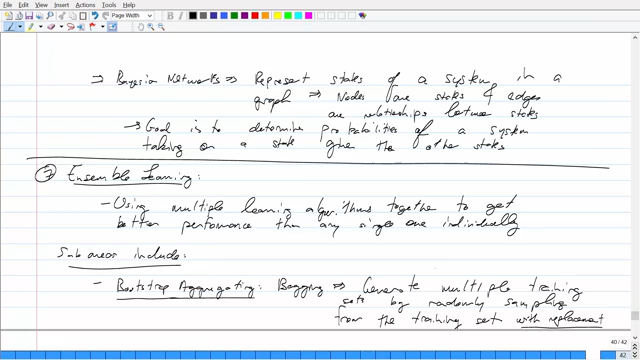 File Edit View Insert Actions Tools Help
Page Width
⇒ Bayesian Networks ⇒ Represent states of a system in a
graph ⇒ Nodes are states & edges
are relationships between states
→ Goal is to determine probabilities of a system
taking on a state given the other states
⑦ Ensemble Learning:
- Using multiple learning algorithms together to get
better performance than any single one individually
Sub areas include:
- Bootstrap Aggregating: Bagging ⇒ Generate multiple training
sets by randomly sampling
from the training set with replacement
40 / 42
42